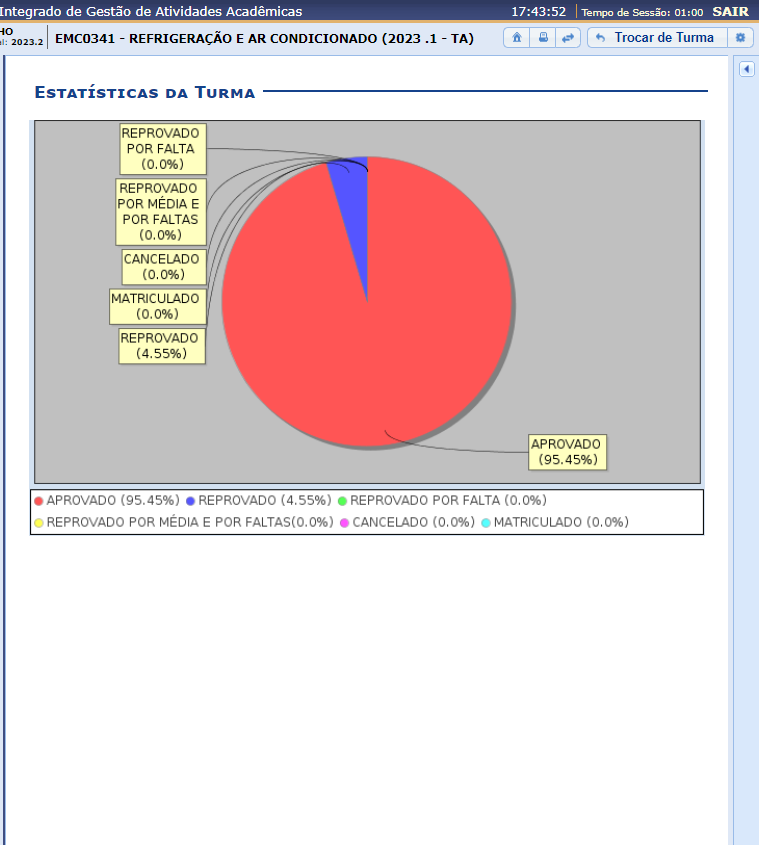 Integrado de Gestão de Atividades Acadêmicas
17:43:52
Tempo de Sessão: 01:00
SAIR
2023.2
EMC0341 - REFRIGERAÇÃO E AR CONDICIONADO (2023 .1 - TA)
Trocar de Turma
Estatísticas da Turma
REPROVADO
POR FALTA
(0.0%)
REPROVADO
POR MÉDIA E
POR FALTAS
(0.0%)
CANCELADO
(0.0%)
MATRICULADO
(0.0%)
REPROVADO
(4.55%)
APROVADO
(95.45%)
APROVADO (95.45%) REPROVADO (4.55%) REPROVADO POR FALTA (0.0%)
REPROVADO POR MÉDIA E POR FALTAS(0.0%) CANCELADO (0.0%) MATRICULADO (0.0%)